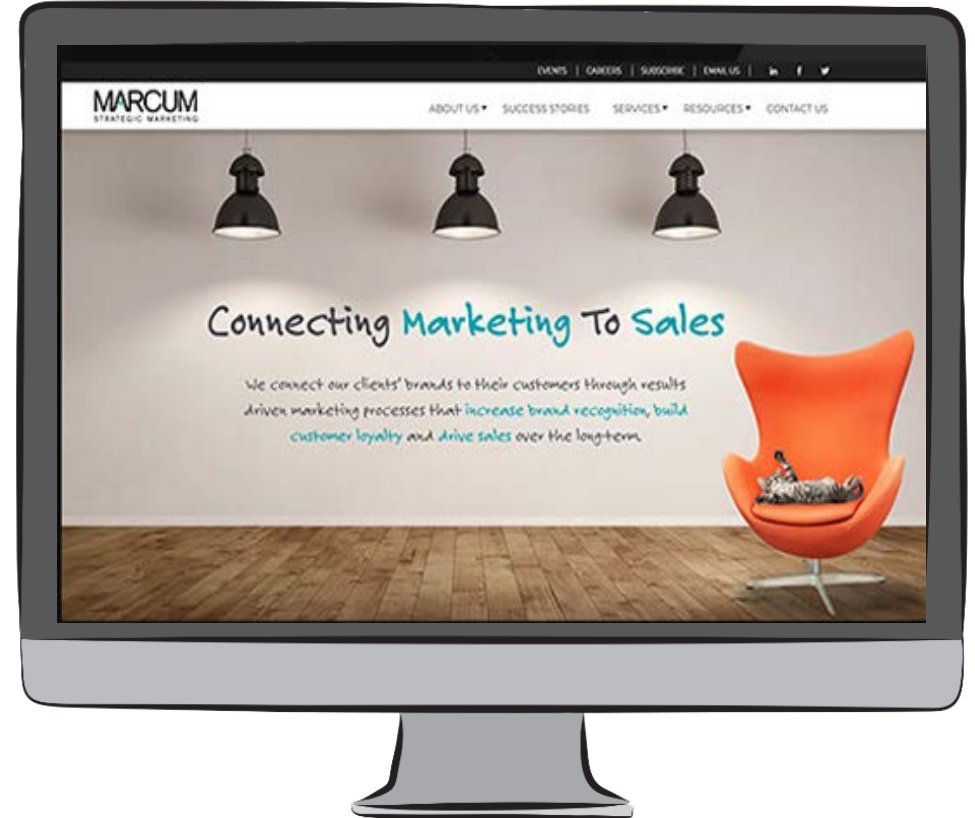 EVENTS | CAREERS | SUBSCRIBE | EMAIL US | in f
MARCUM
STRATEGIC MARKETING
ABOUT US SUCCESS STORIES SERVICES RESOURCES CONTACT US
Connecting Marketing To Sales
We connect our clients' brands to their customers through results
driven marketing processes that increase brand recognition, build
customer loyalty and drive sales over the long-term.